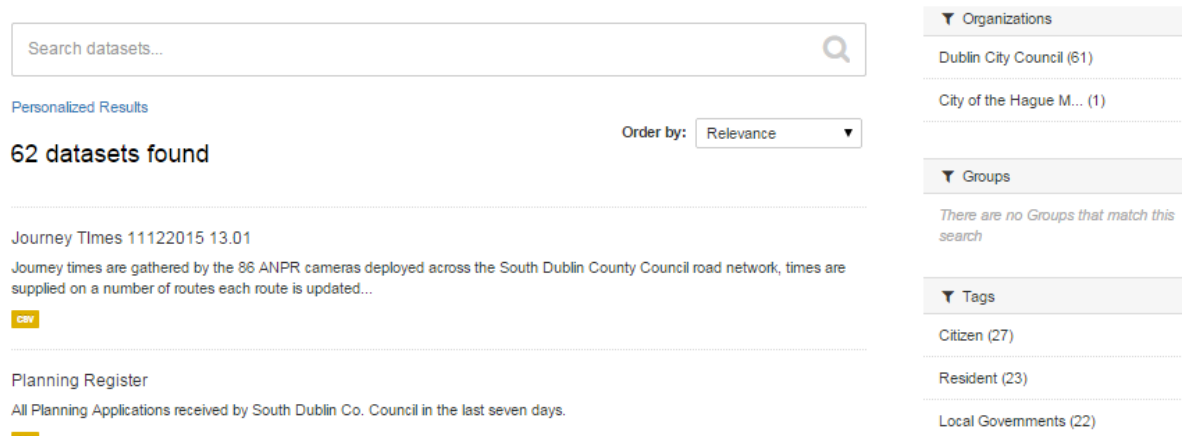 Search datasets...
Personalized Results
Order by: Relevance
62 datasets found
Journey TImes 11122015 13.01
Journey times are gathered by the 86 ANPR cameras deployed across the South Dublin County Council road network, times are
supplied on a number of routes each route is updated...
csv
Planning Register
All Planning Applications received by South Dublin Co. Council in the last seven days.
Organizations
Dublin City Council (61)
City of the Hague M... (1)
Groups
There are no Groups that match this
search
Tags
Citizen (27)
Resident (23)
Local Governments (22)